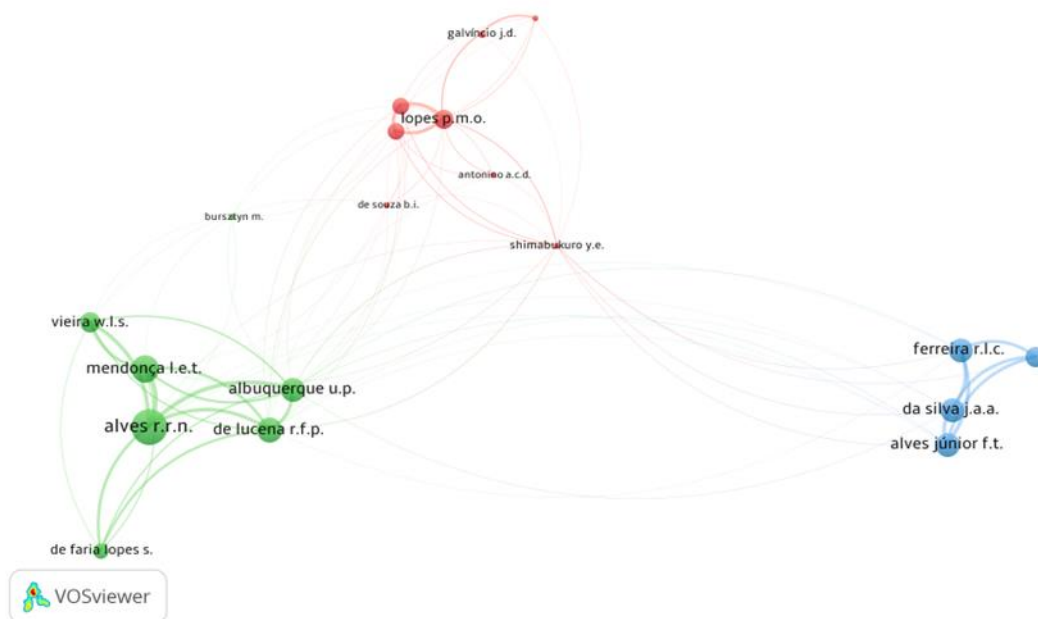 galvíncio j.d.
lopes p.m.o.
antonino a.c.d.
de souza b.i.
bursztyn m.
shimabukuro y.e.
vieira w.l.s.
ferreira r.l.c.
mendonça l.e.t.
albuquerque u.p.
da silva j.a.a.
alves r.r.n.
de lucena r.f.p.
alves júnior f.t.
de faria lopes s.
VOSviewer